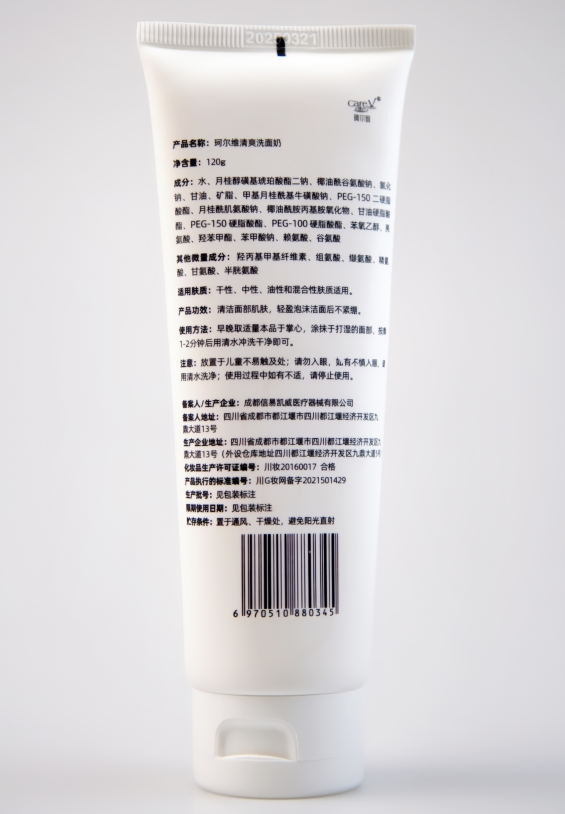 CareV
珂尔维
产品名称：珂尔维清爽洗面奶
净含量：120g
成分：水、月桂醇磺基琥珀酸酯二钠、椰油酰谷氨酸钠、氯化
钠、甘油、矿脂、甲基月桂酰基牛磺酸钠、PEG-150 二硬脂
酸酯、月桂酰肌氨酸钠、椰油酰胺丙基胺氧化物、甘油硬脂酸
酯、PEG-150 硬脂酸酯、PEG-100 硬脂酸酯、苯氧乙醇、
氨酸、羟苯甲酯、苯甲酸钠、赖氨酸、谷氨酸
其他微量成分：羟丙基甲基纤维素、组氨酸、缬氨酸、精氨
酸、甘氨酸、半胱氨酸
适用肤质：干性、中性、油性和混合性肤质适用。
产品功效：清洁面部肌肤，轻盈泡沫洁面后不紧绷。
使用方法：早晚取适量本品于掌心，涂抹于打湿的面部，按摩
1-2分钟后用清水冲洗干净即可。
注意：放置于儿童不易触及处；请勿入眼，如有不慎入眼，
用清水洗净；使用过程中如有不适，请停止使用。
备案人/生产企业：成都信易凯威医疗器械有限公司
备案人地址：四川省成都市都江堰市四川都江堰经济开发区九
鼎大道13号
生产企业地址：四川省成都市都江堰市四川都江堰经济开发区九
鼎大道13号（外设仓库地址四川都江堰经济开发区九鼎大道
化妆品生产许可证编号：川妆20160017 合格
产品执行的标准编号：川G妆网备字2021501429
生产批号：见包装标注
限期使用日期：见包装标注
贮存条件：置于通风、干燥处，避免阳光直射
6 970510 880345